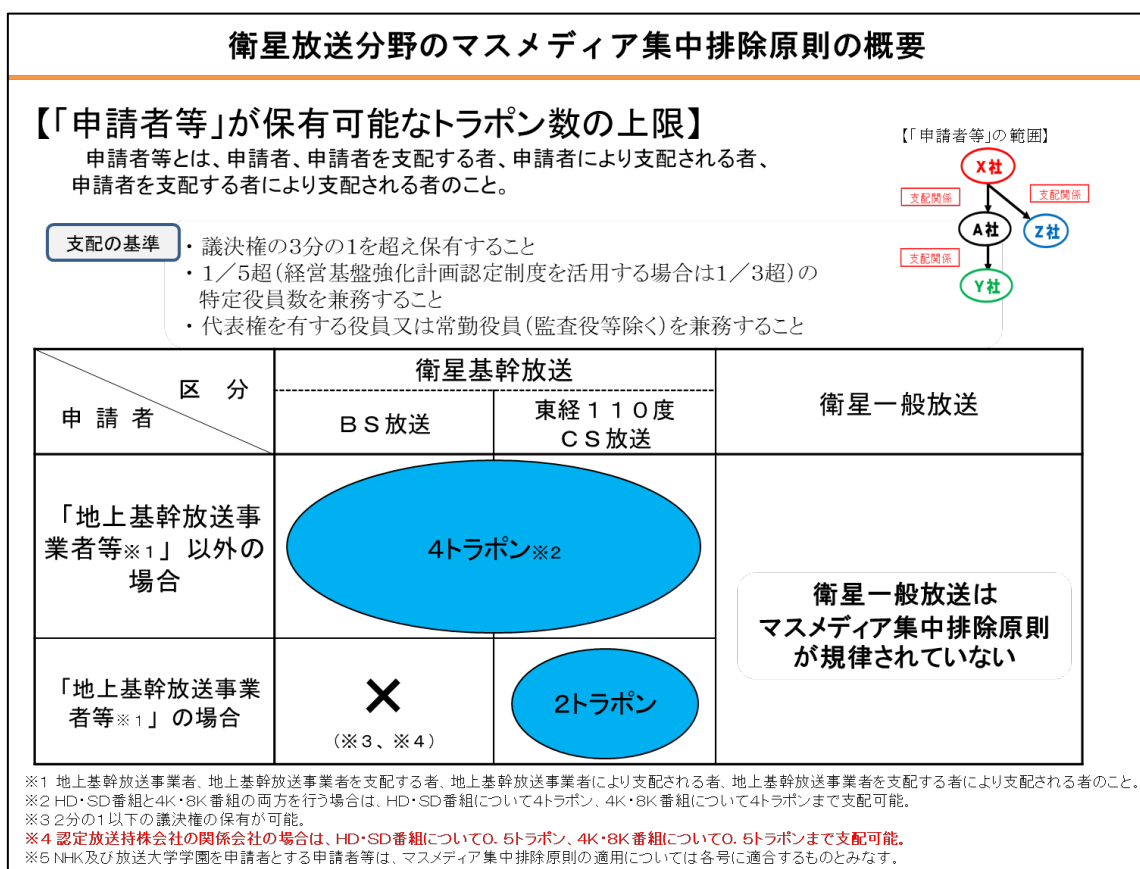 衛星放送分野のマスメディア集中排除原則の概要
【「申請者等」が保有可能なトラポン数の上限】
申請者等とは、申請者、申請者を支配する者、申請者により支配される者、
申請者を支配する者により支配される者のこと。
【「申請者等」の範囲】
X社
支配関係
支配関係
A社
Z社
支配関係
Y社
支配の基準
・議決権の3分の1を超え保有すること
・1／5超(経営基盤強化計画認定制度を活用する場合は1／3超)の
特定役員数を兼務すること
・代表権を有する役員又は常勤役員(監査役等除く)を兼務すること
区　分
申 請 者
衛星基幹放送
ＢＳ放送
東経１１０度
ＣＳ放送
衛星一般放送
「地上基幹放送事
業者等※1」以外の
場合
4トラポン※2
衛星一般放送は
マスメディア集中排除原則
が規律されていない
「地上基幹放送事業
者等※1」の場合
×
(※3、※4)
2トラポン
※1 地上基幹放送事業者、地上基幹放送事業者を支配する者、地上基幹放送事業者により支配される者、地上基幹放送事業者を支配する者により支配される者のこと。
※2 HD・SD番組と4K・8K番組の両方を行う場合は、HD・SD番組について4トラポン、4K・8K番組について4トラポンまで支配可能。
※3 2分の1以下の議決権の保有が可能。
※4 認定放送持株会社の関係会社の場合は、HD・SD番組について0．5トラポン、4K・8K番組について0．5トラポンまで支配可能。
※5 NHK及び放送大学学園を申請者とする申請者等は、マスメディア集中排除原則の適用については各号に適合するものとみなす。